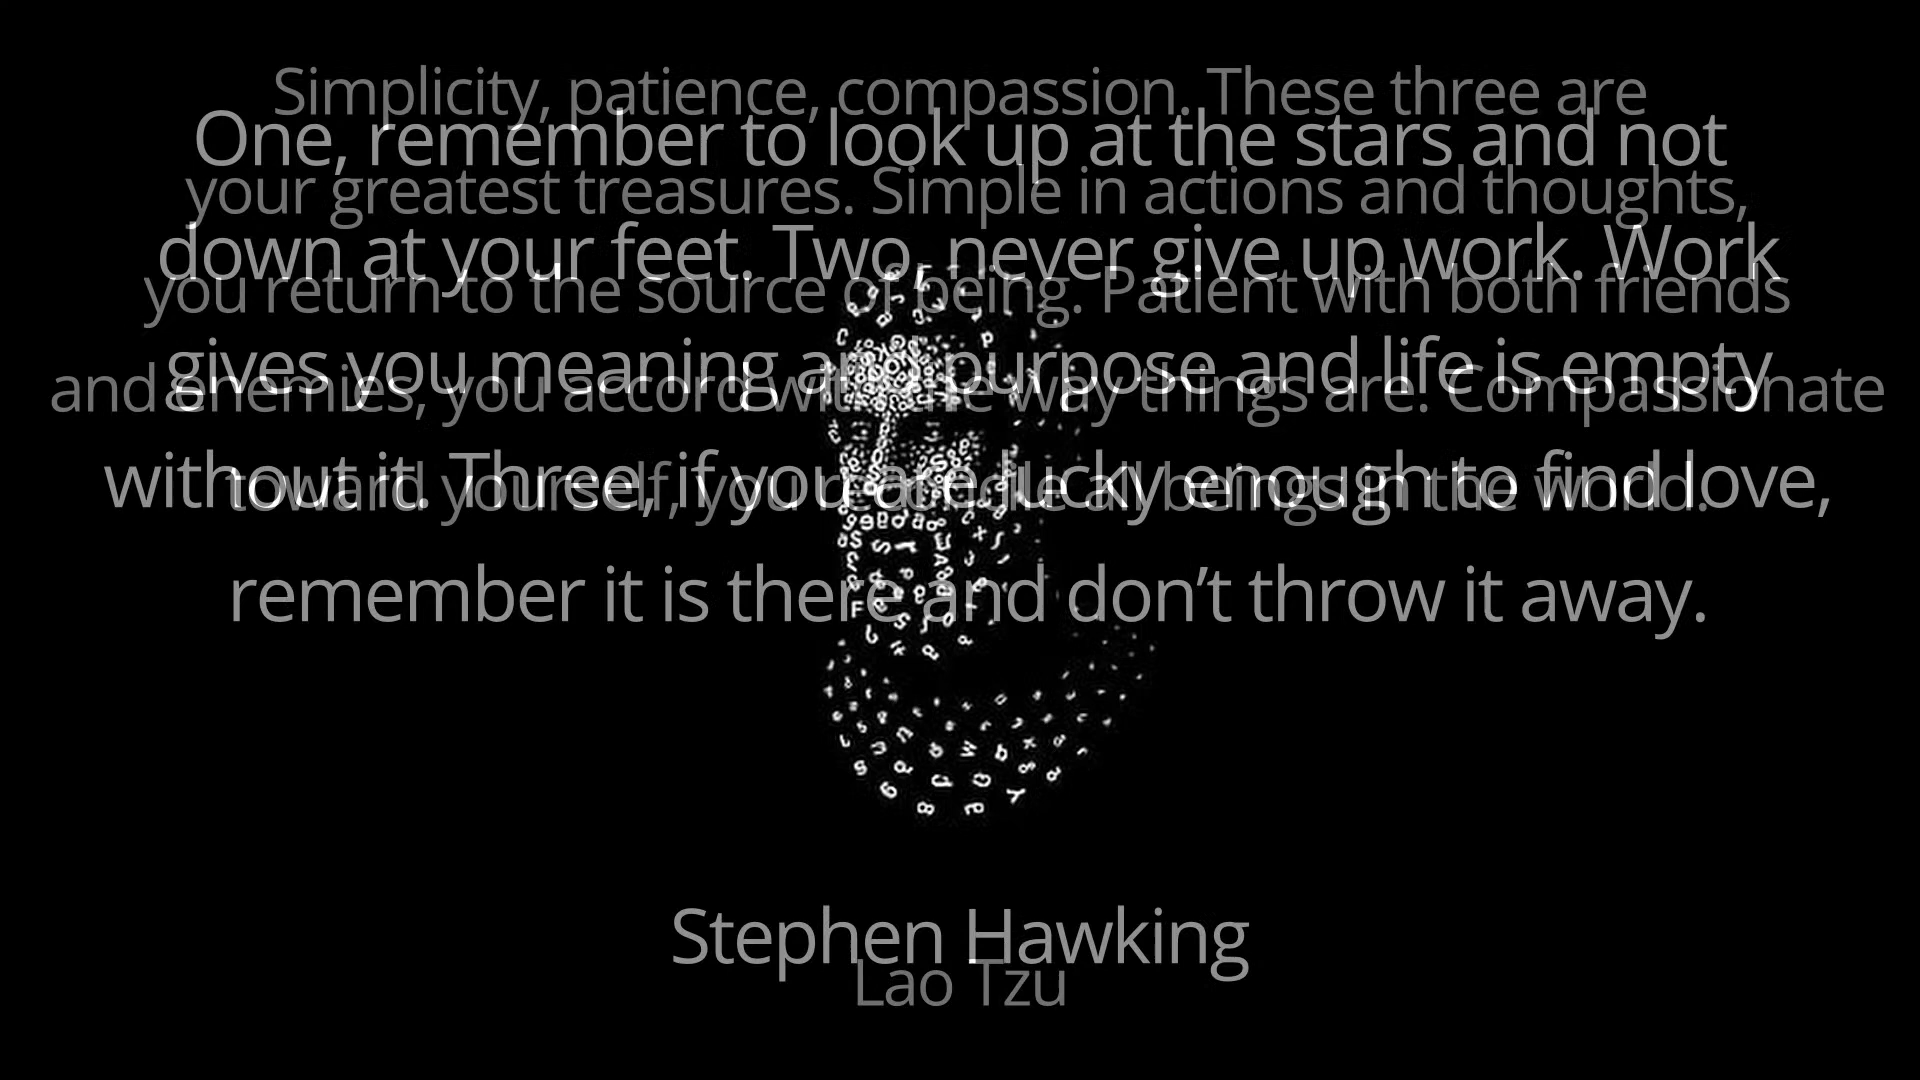 Simplicity, patience, compassion. These three are
your greatest treasures. Simple in actions and thoughts,
you return to the source of being. Patient with both friends
and enemies, you accord with the way things are. Compassionate
toward yourself, you reconcile all beings in the world.
Lao Tzu
One, remember to look up at the stars and not
down at your feet. Two, never give up work. Work
gives you meaning and purpose and life is empty
without it. Three, if you are lucky enough to find love,
remember it is there and don’t throw it away.
Stephen Hawking